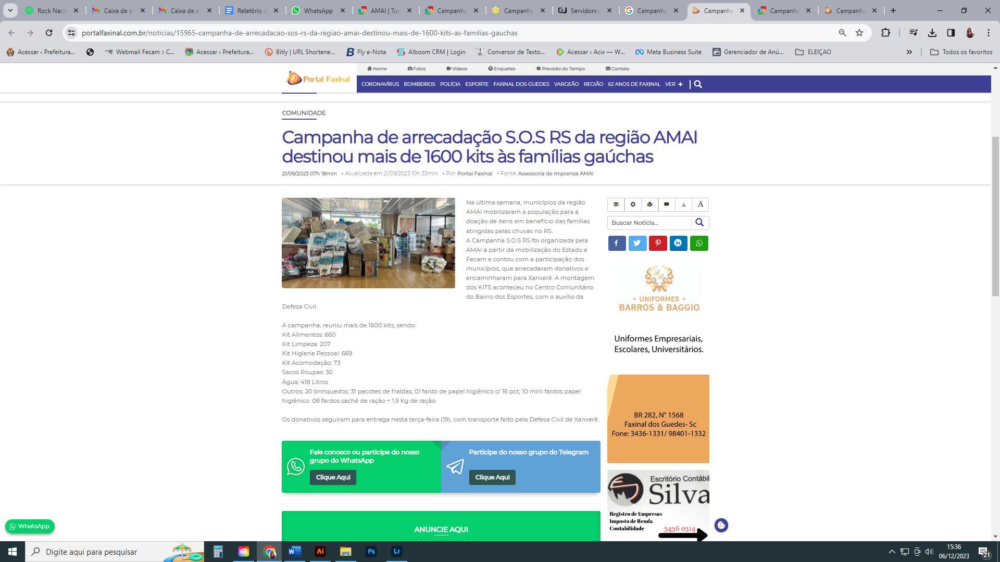 Rock Naci
Caixa de e
Caixa de e
Relatório d
WhatsApp
AMAI | Tud
Campanha
Campanha
Servidores
Campanha
Campanha
Campanha
Campanha
portalfaxinal.com.br/noticias/15965-campanha-de-arrecadacao-sos-rs-da-regiao-amai-destinou-mais-de-1600-kits-as-familias-gauchas
Acessar ‹ Prefeitura...
Webmail Fecam :: C...
Acessar ‹ Prefeitura...
Bitly | URL Shortene...
Fly e-Nota
Alboom CRM | Login
Conversor de Texto...
Acessar ‹ Acix — W...
Meta Business Suite
Gerenciador de Anú...
ELEIÇAO
Todos os favoritos
Portal Faxinal
Home
Fotos
Vídeos
Enquetes
Previsão do Tempo
Contato
CORONAVÍRUS BOMBEIROS POLÍCIA ESPORTE FAXINAL DOS GUEDES VARGEÃO REGIÃO 62 ANOS DE FAXINAL VER +
COMUNIDADE
Campanha de arrecadação S.O.S RS da região AMAI
destinou mais de 1600 kits às famílias gaúchas
21/09/2023 07h 18min • Atualizada em 21/09/2023 10h 33min • Por: Portal Faxinal • Fonte: Assessoria de Imprensa AMAI
Na última semana, municípios da região
AMAI mobilizaram a população para a
doação de itens em benefício das famílias
atingidas pelas chuvas no RS.
A Campanha S.O.S RS foi organizada pela
AMAI a partir da mobilização do Estado e
Fecam e contou com a participação dos
municípios, que arrecadaram donativos e
encaminharam para Xanxerê. A montagem
dos KITS aconteceu no Centro Comunitário
do Bairro dos Esportes, com o auxílio da
Defesa Civil.
A campanha, reuniu mais de 1600 kits, sendo:
Kit Alimentos: 660
Kit Limpeza: 207
Kit Higiene Pessoal: 669
Kit Acomodação: 73
Sacos Roupas: 30
Água: 418 Litros
Outros: 20 brinquedos; 31 pacotes de fraldas; 01 fardo de papel higiênico c/ 16 pct; 10 mini fardos papel
higiênico. 08 fardos sachê de ração + 1,9 Kg de ração.
Os donativos seguiram para entrega nesta terça-feira (19), com transporte feito pela Defesa Civil de Xanxerê.
Fale conosco ou participe do nosso
grupo do WhatsApp
Clique Aqui
Participe do nosso grupo do Telegram
Clique Aqui
ANUNCIE AQUI
A A
Buscar Notícia...
BB
• UNIFORMES •
BARROS & BAGGIO
Uniformes Empresariais,
Escolares, Universitários.
BR 282, N° 1568
Faxinal dos Guedes- Sc
Fone: 3436-1331/ 98401-1332
Escritório Contábil
Silva
Registro de Empresas
Imposto de Renda
Contabilidade
3436 0314
WhatsApp
Digite aqui para pesquisar
Ai
Ps
Lr
15:36
06/12/2023
21